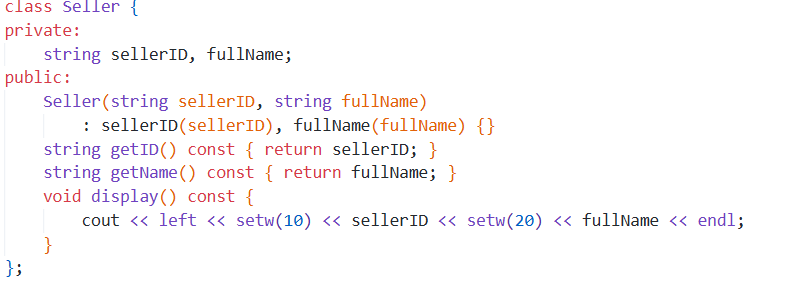 class Seller {
private:
    string sellerID, fullName;
public:
    Seller(string sellerID, string fullName)
        : sellerID(sellerID), fullName(fullName) {}
    string getID() const { return sellerID; }
    string getName() const { return fullName; }
    void display() const {
        cout << left << setw(10) << sellerID << setw(20) << fullName << endl;
    }
};